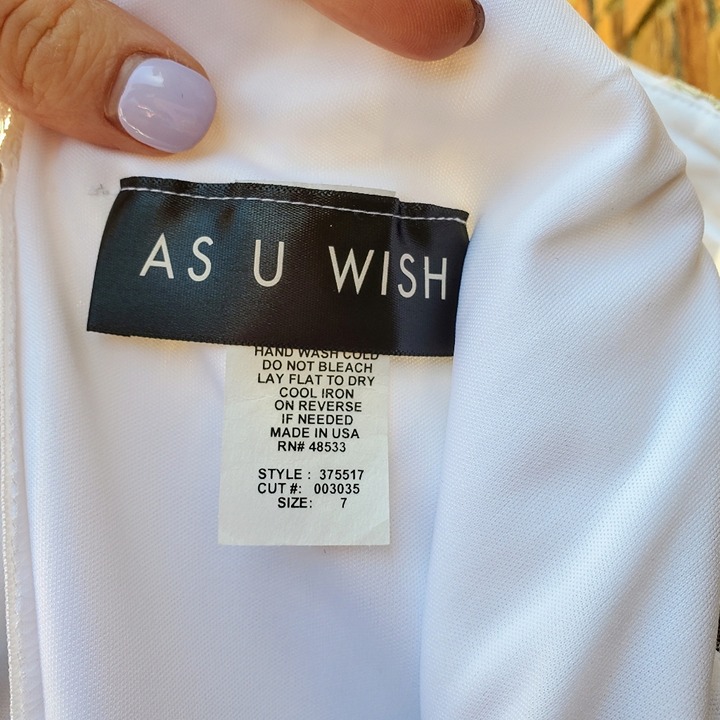 AS U WISH
HAND WASH COLD
DO NOT BLEACH
LAY FLAT TO DRY
COOL IRON
ON REVERSE
IF NEEDED
MADE IN USA
RN# 48533
STYLE : 375517
CUT #: 003035
SIZE: 7